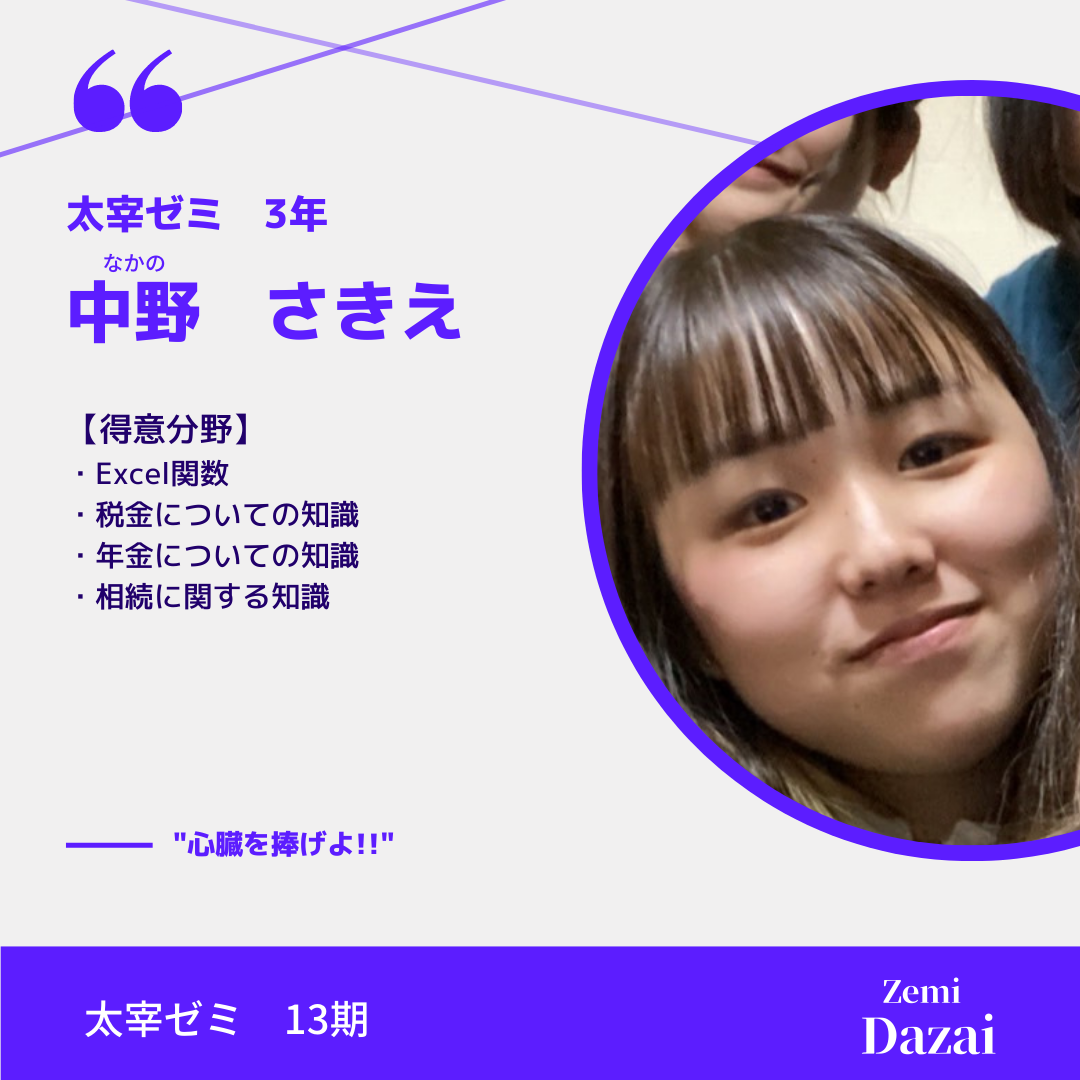 太宰ゼミ　3年
なかの
中野　さきえ
【得意分野】
・Excel関数
・税金についての知識
・年金についての知識
・相続に関する知識
"心臓を捧げよ!!"
太宰ゼミ　13期
Zemi
Dazai